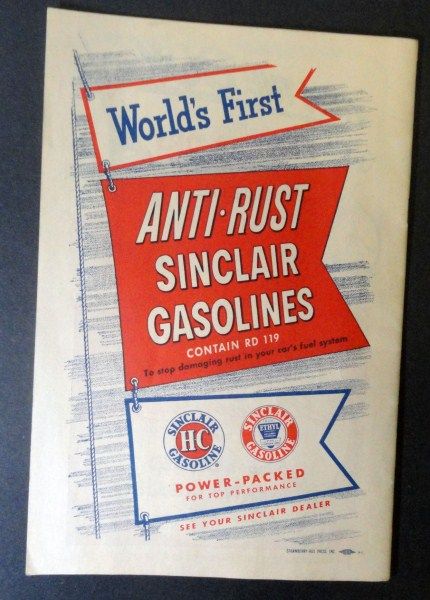 World's First
ANTI·RUST
SINCLAIR
GASOLINES
CONTAIN RD 119
To stop damaging rust in your car's fuel system
SINCLAIR
H-C
GASOLINE
SINCLAIR
ETHYL
GASOLINE
POWER-PACKED
FOR TOP PERFORMANCE
SEE YOUR SINCLAIR DEALER